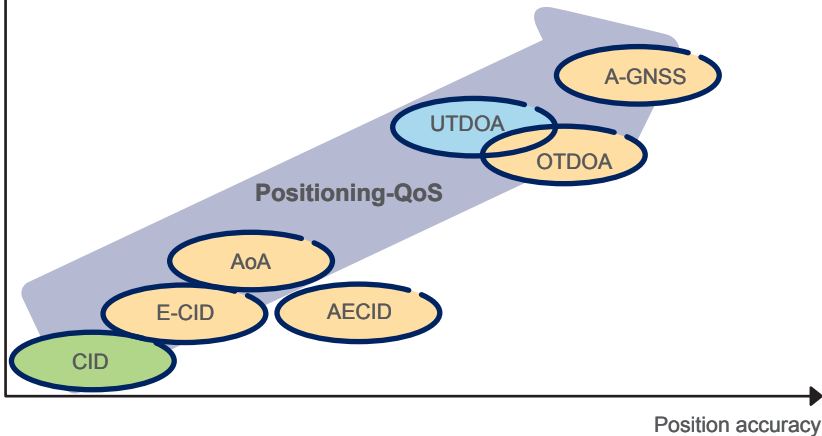 A-GNSS
UTDOA
OTDOA
Positioning-QoS
AoA
E-CID
AECID
CID
Position accuracy